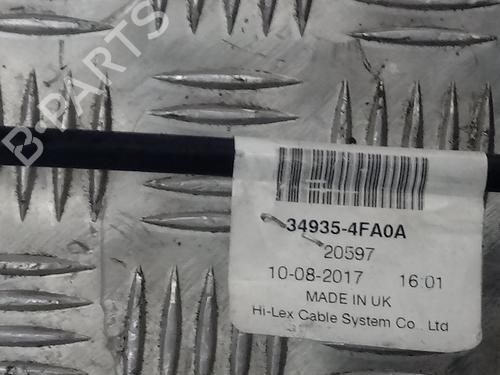 B-PARTS
34935-4FA0A
20597
10-08-2017 16:01
MADE IN UK
Hi-Lex Cable System Co., Ltd